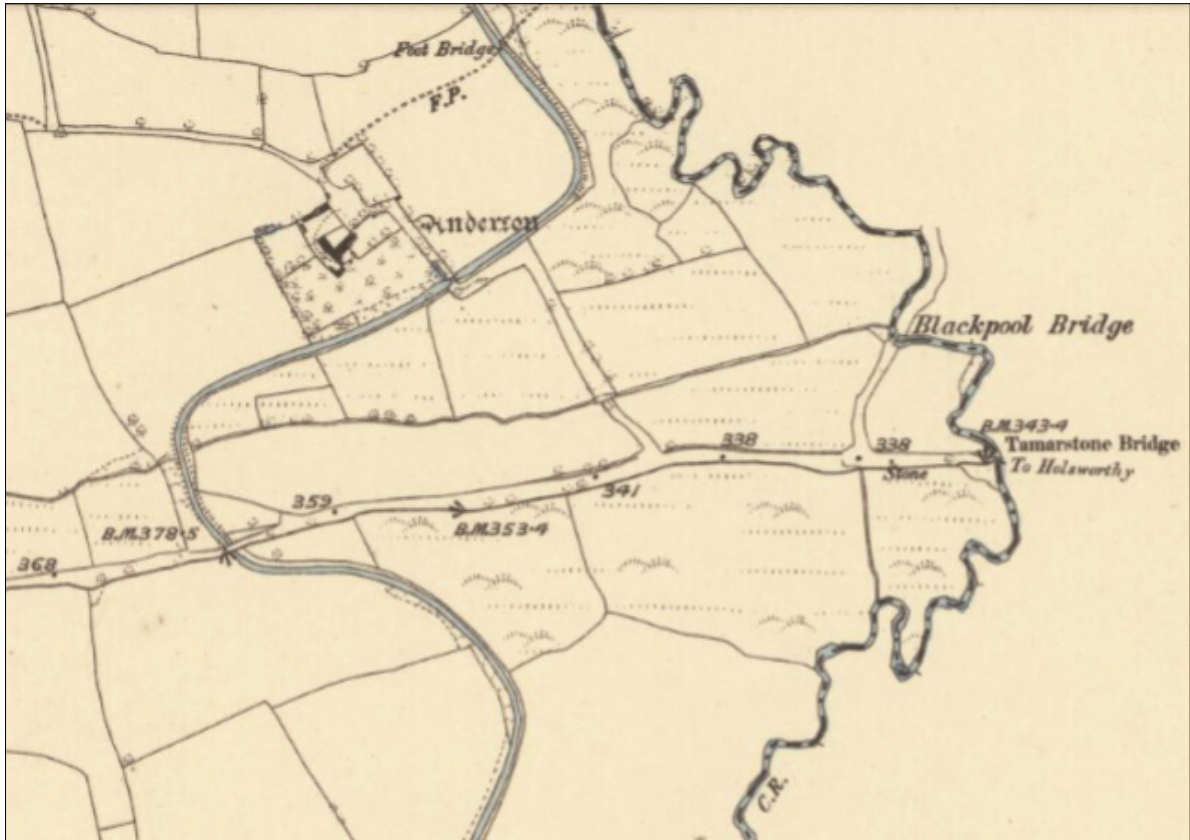 Foot Bridge
F.P.
Anderton
Blackpool Bridge
B.M.343·4
Tamarstone Bridge
To Holsworthy
338
338
Stone
341
359
B.M.353·4
B.M.378·5
368
C.R.